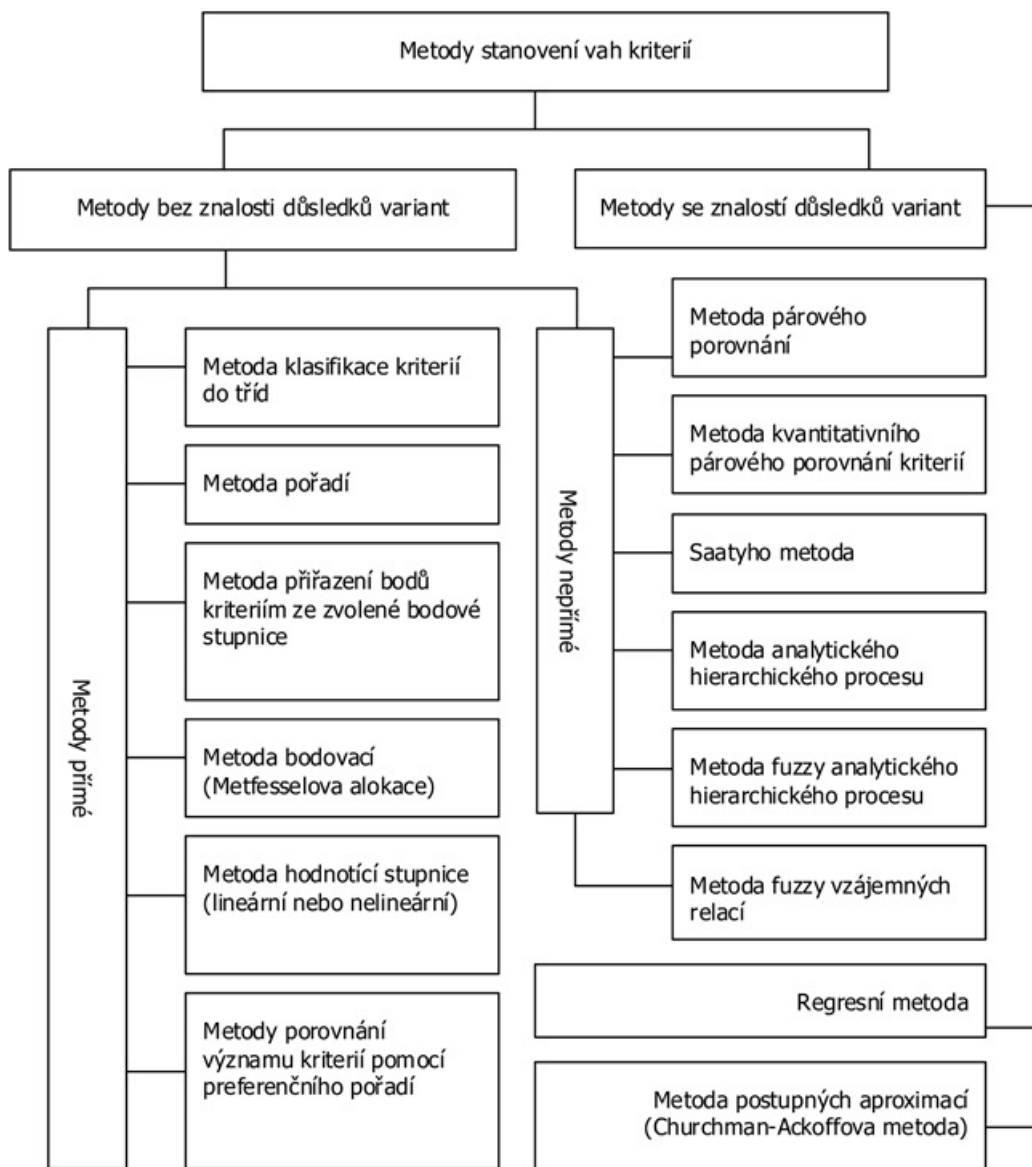 Metody stanovení vah kriterií
Metody bez znalosti důsledků variant
Metody se znalostí důsledků variant
Metody přímé
Metoda klasifikace kriterií
do tříd
Metoda pořadí
Metoda přiřazení bodů
kriteriím ze zvolené bodové
stupnice
Metoda bodovací
(Metfesselova alokace)
Metoda hodnotící stupnice
(lineární nebo nelineární)
Metody porovnání
významu kriterií pomocí
preferenčního pořadí
Metody nepřímé
Metoda párového
porovnání
Metoda kvantitativního
párového porovnání kriterií
Saatyho metoda
Metoda analytického
hierarchického procesu
Metoda fuzzy analytického
hierarchického procesu
Metoda fuzzy vzájemných
relací
Regresní metoda
Metoda postupných aproximací
(Churchman-Ackoffova metoda)